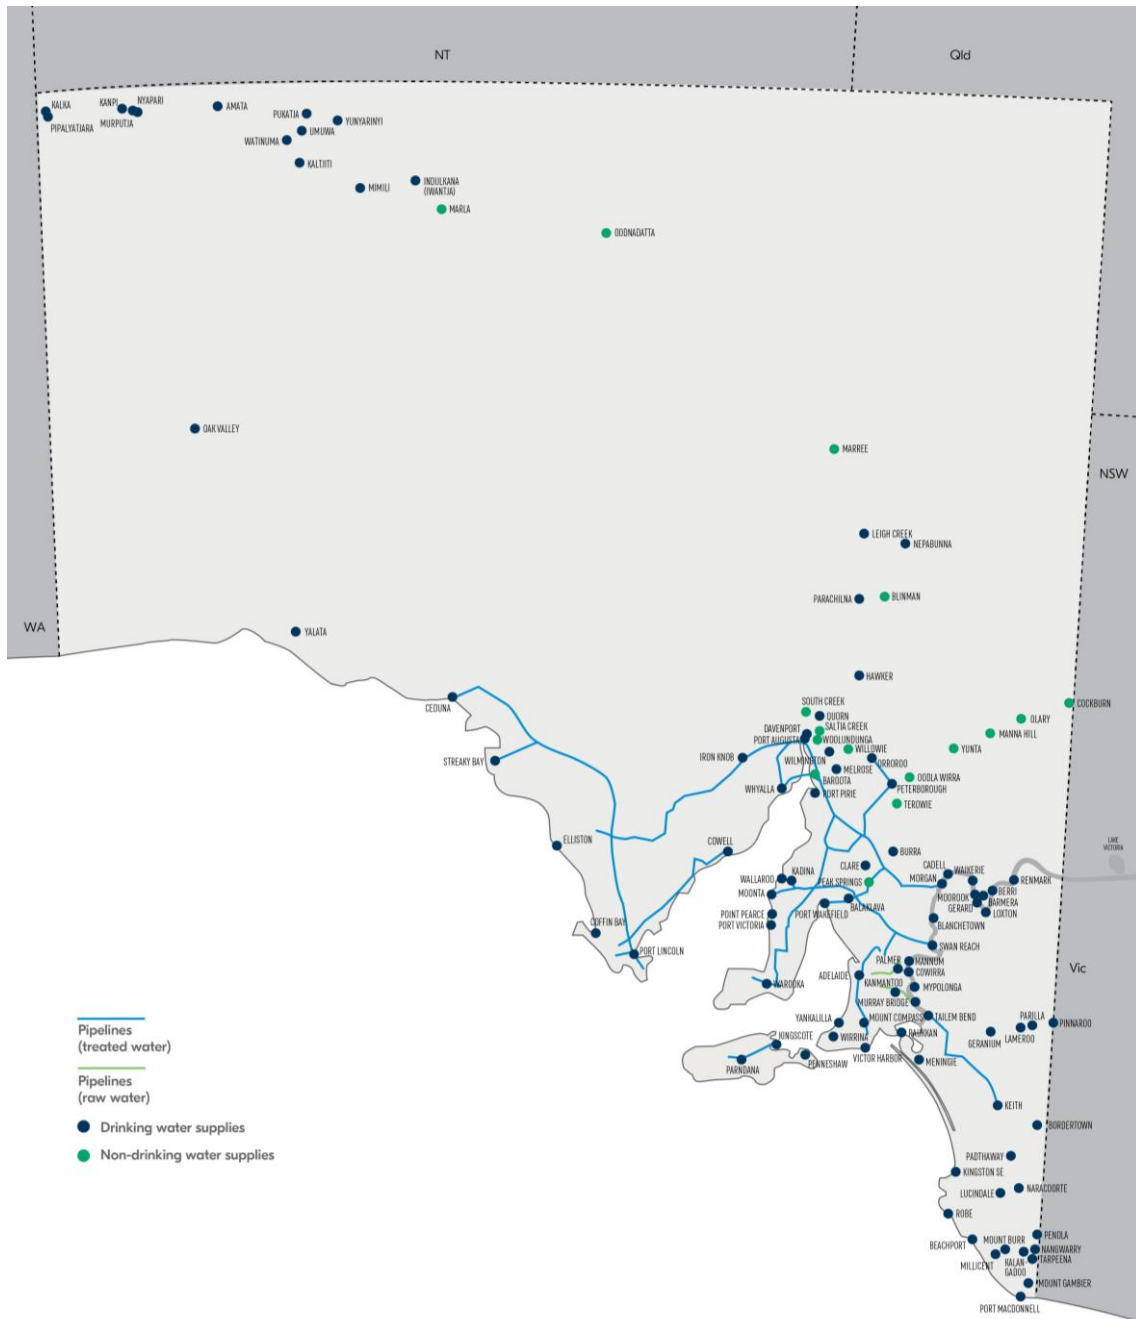 NT
Qld
KALKA
PIPALYATJARA
KANPI
NYAPARI
MURPUTJA
AMATA
PUKATJA
YUNYARINYI
UMUWA
WATINUMA
KALTJITI
MIMILI
INDULKANA
(IWANTJA)
MARLA
OODNADATTA
OAK VALLEY
MARREE
NSW
LEIGH CREEK
NEPABUNNA
PARACHILNA
BLINMAN
WA
YALATA
HAWKER
CEDUNA
SOUTH CREEK
QUORN
COCKBURN
OLARY
DAVENPORT
SALTIA CREEK
MANNA HILL
PORT AUGUSTA
WOOLUNDUNGA
WILLOWIE
YUNTA
STREAKY BAY
IRON KNOB
WILMINGTON
ORROROO
MELROSE
BAROOTA
OODLA WIRRA
WHYALLA
PORT PIRIE
PETERBOROUGH
TEROWIE
ELLISTON
COWELL
BURRA
LAKE
VICTORIA
CLARE
CADELL
WAIKERIE
WALLAROO
KADINA
PEAK SPRINGS
MORGAN
RENMARK
MOONTA
MOOROOK
BERRI
BARMERA
GERARD
LOXTON
BALAKLAVA
PORT WAKEFIELD
POINT PEARCE
PORT VICTORIA
BLANCHETOWN
COFFIN BAY
SWAN REACH
PORT LINCOLN
PALMER
MANNUM
COWIRRA
Vic
ADELAIDE
KANMANTOO
WAROOKA
MYPOLONGA
MURRAY BRIDGE
TAILEM BEND
YANKALILLA
MOUNT COMPASS
PARILLA
PINNAROO
LAMEROO
GERANIUM
RAUKKAN
WIRRINA
KINGSCOTE
VICTOR HARBOR
PENNESHAW
MENINGIE
PARNDANA
KEITH
BORDERTOWN
PADTHAWAY
KINGSTON SE
NARACOORTE
LUCINDALE
ROBE
BEACHPORT
MOUNT BURR
PENOLA
NANGWARRY
MILLICENT
KALAN-
GADOO
TARPEENA
MOUNT GAMBIER
PORT MACDONNELL
Pipelines
(treated water)
Pipelines
(raw water)
Drinking water supplies
Non-drinking water supplies